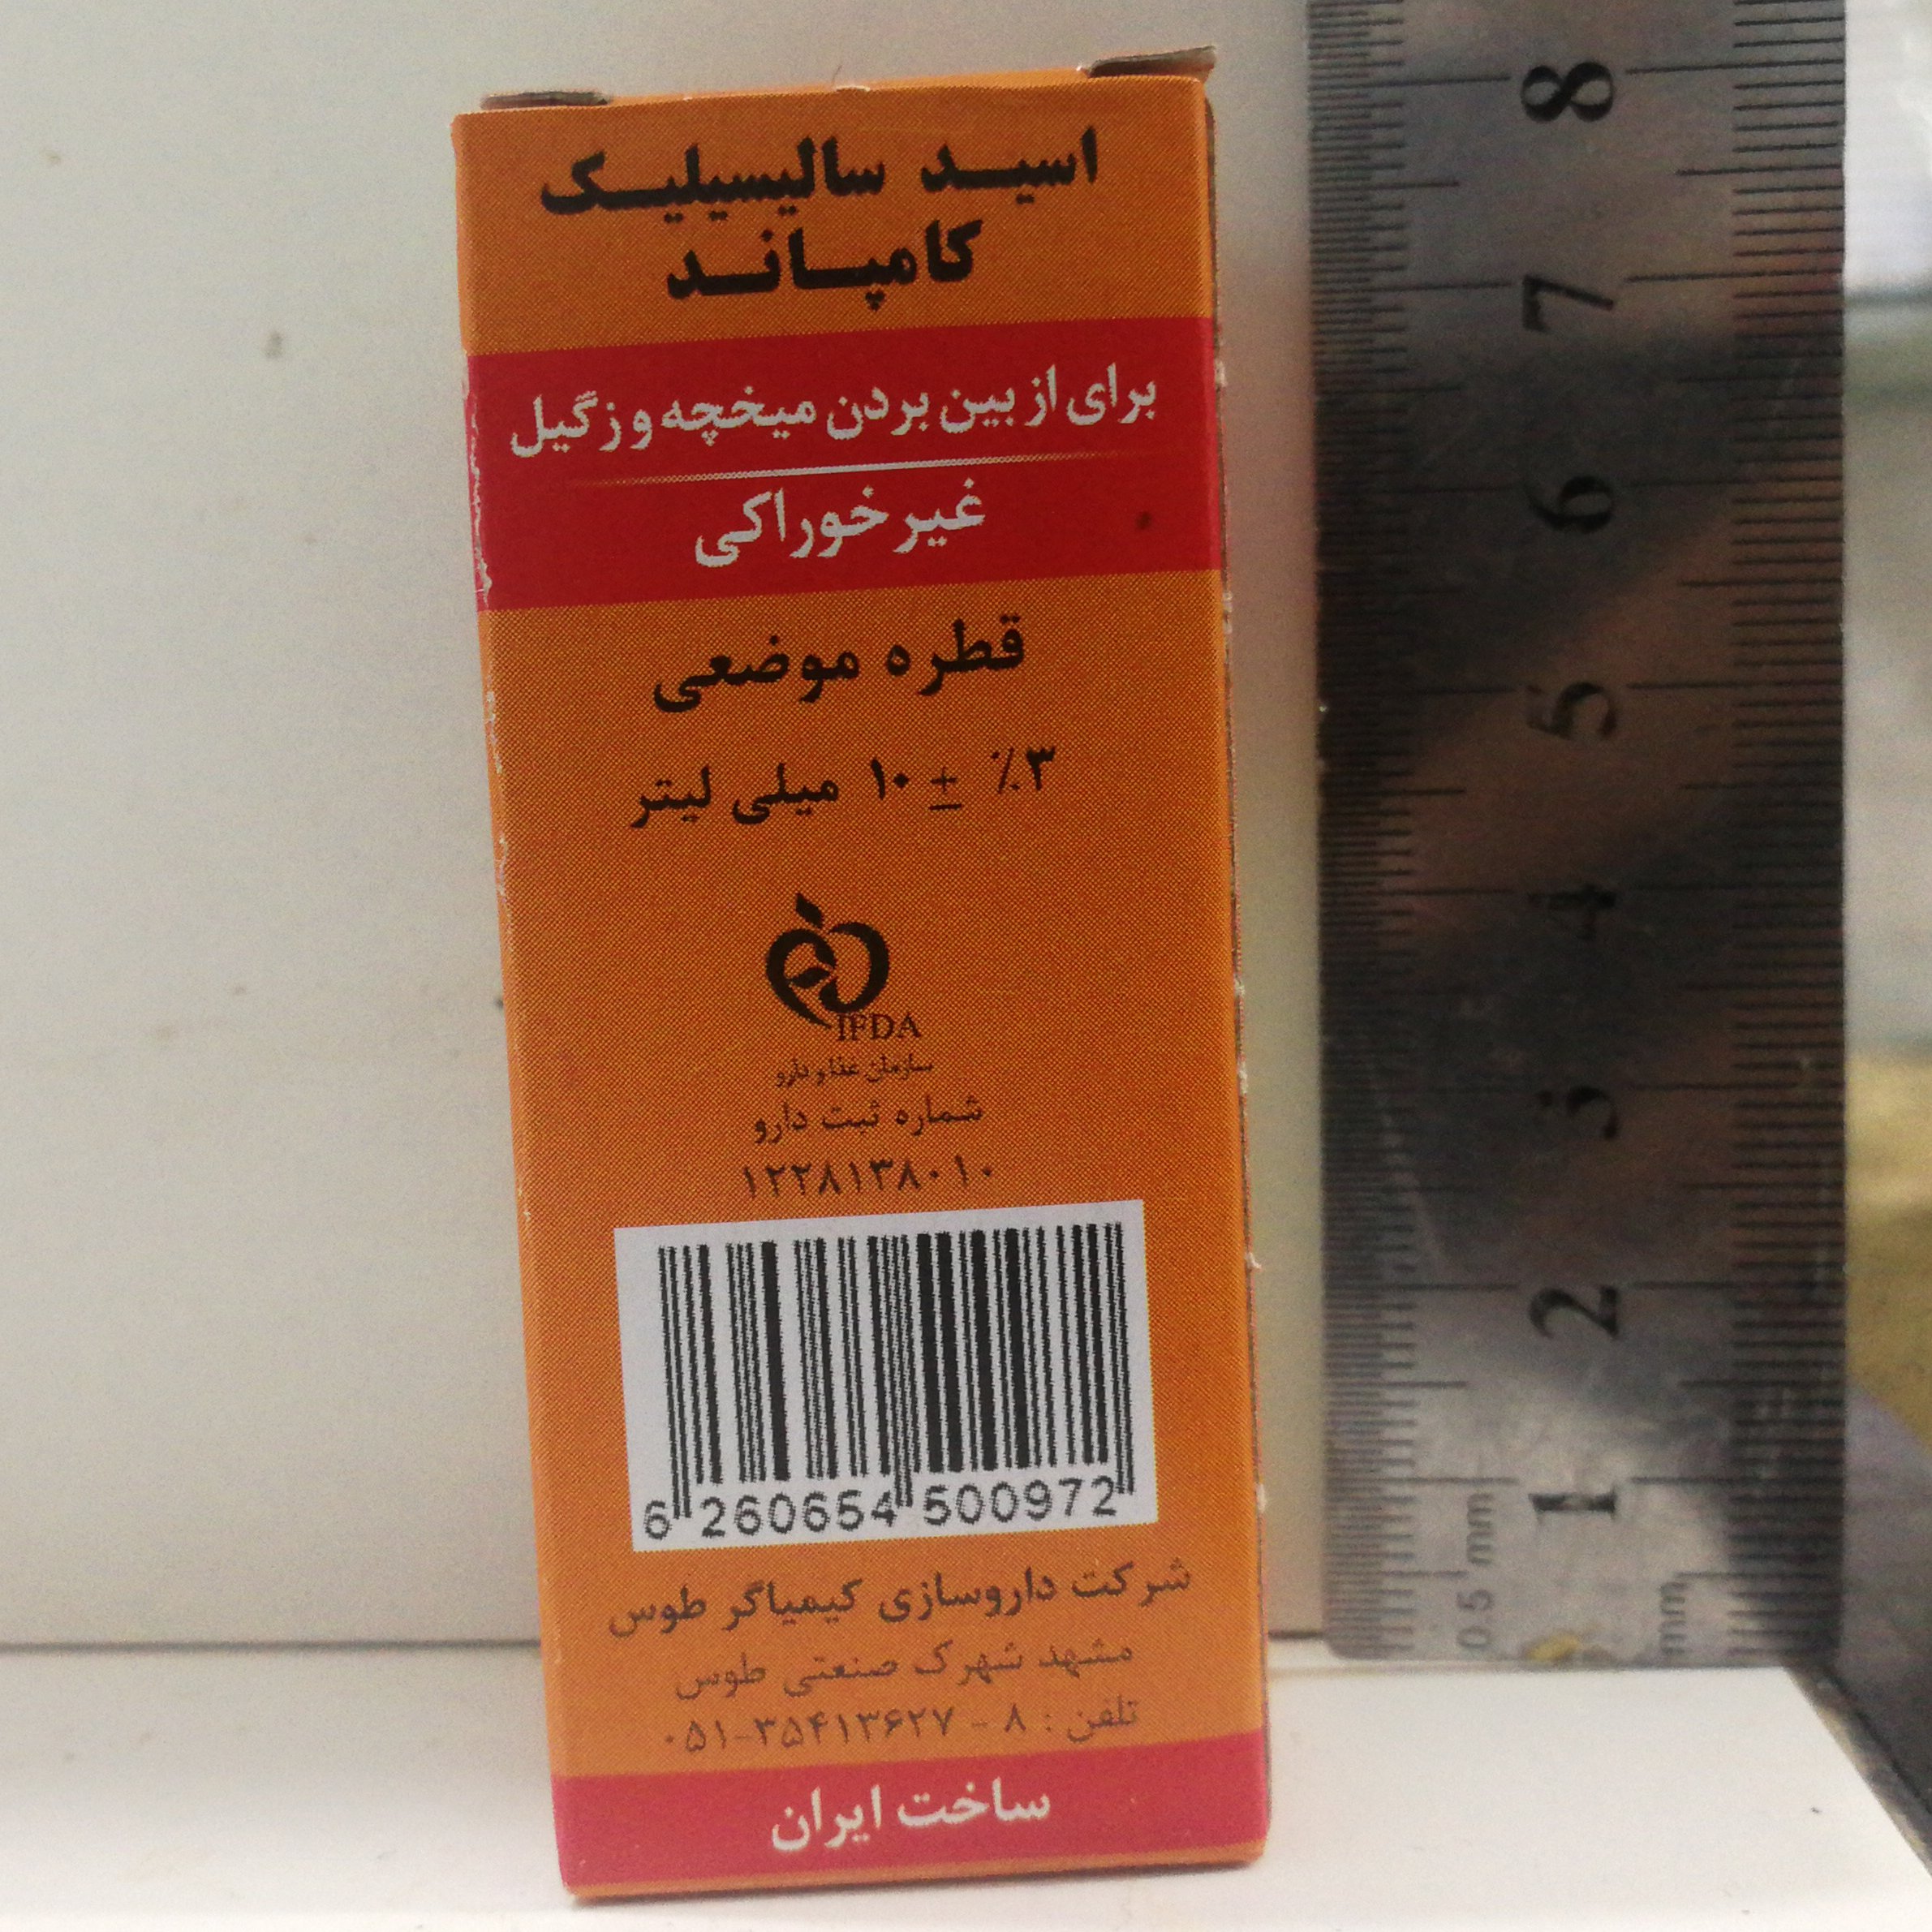 اسید سالیسیلیک
کامپاند
برای از بین بردن میخچه و زگیل
غیر خوراکی
قطره موضعی
۳٪ ± ۱۰ میلی لیتر
IFDA
سازمان غذا و دارو
شماره ثبت دارو
۱۲۲۸۱۳۸۰۱۰
6 260654 500972
شرکت داروسازی کیمیاگر طوس
مشهد شهرک صنعتی طوس
تلفن : ۸ - ۳۵۴۱۳۶۲۷-۰۵۱
ساخت ایران
8
7
6
5
4
3
2
1
0.5 mm
mm